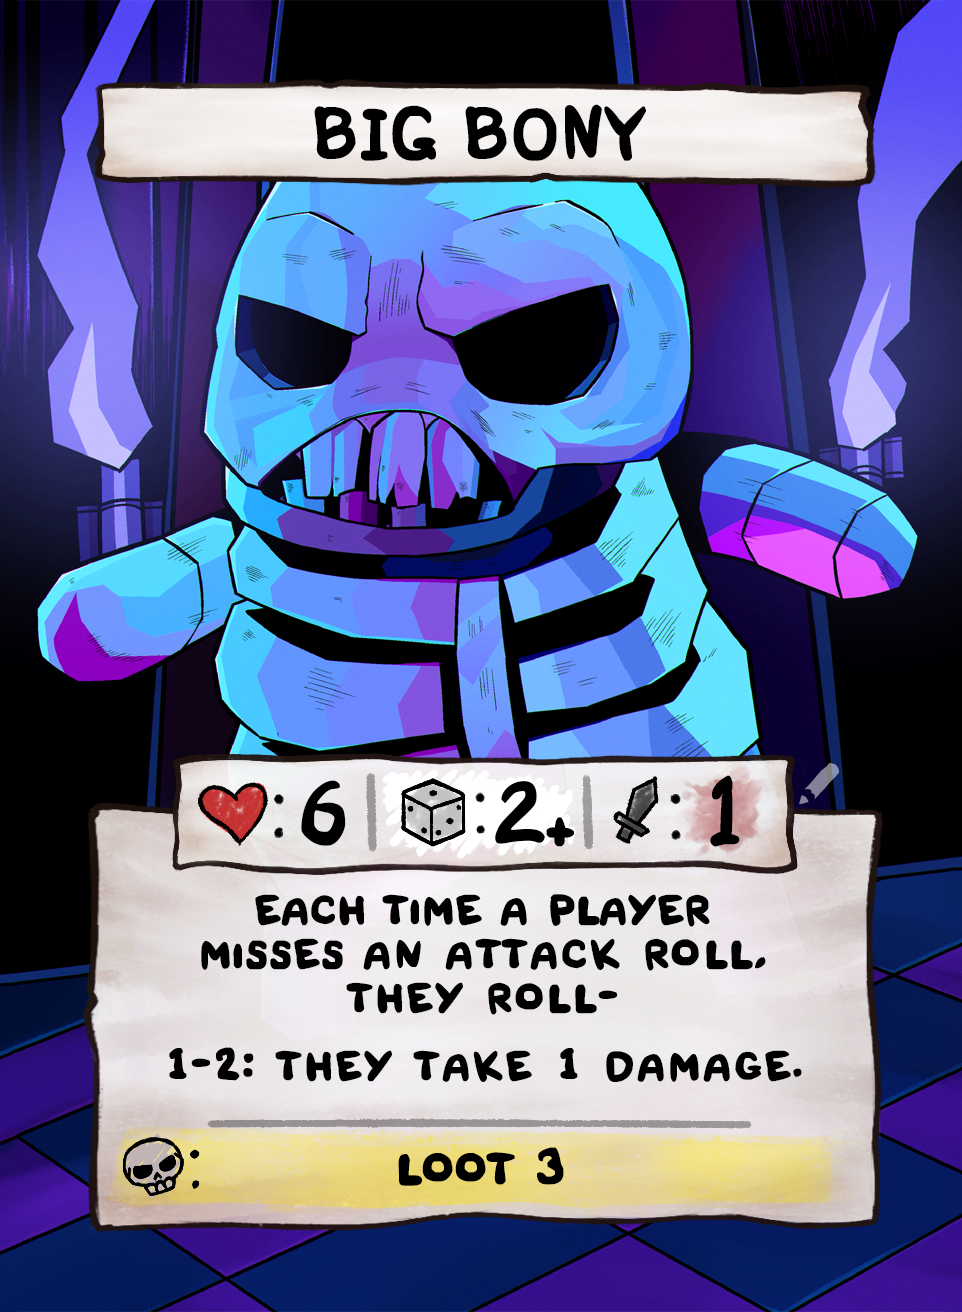 BIG BONY
: 6 | : 2+ | : 1
EACH TIME A PLAYER
MISSES AN ATTACK ROLL,
THEY ROLL-
1-2: THEY TAKE 1 DAMAGE.
: LOOT 3